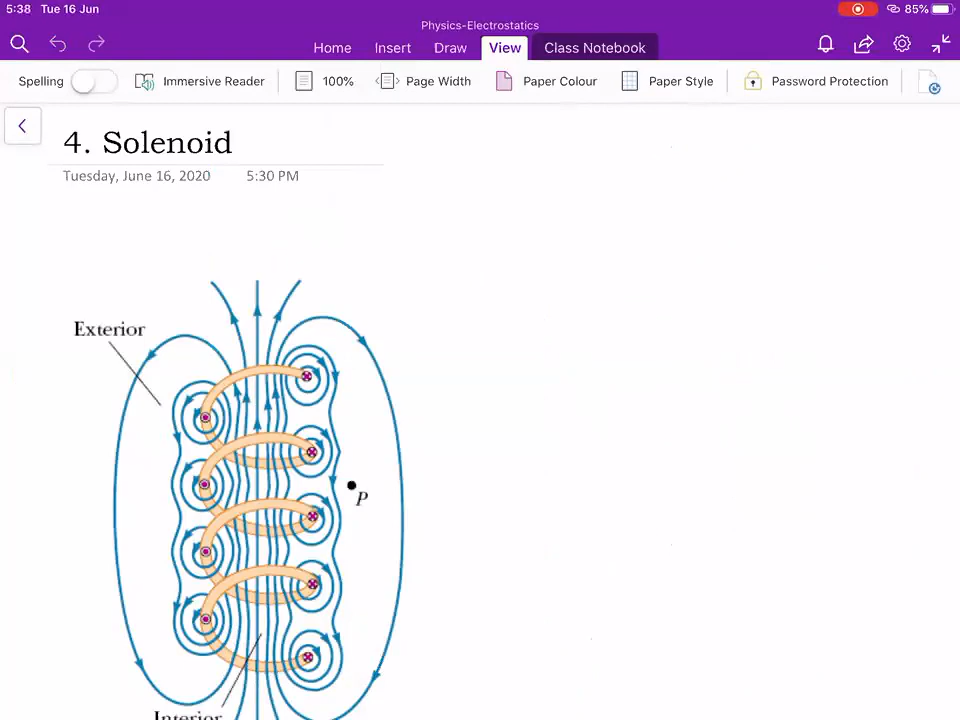 5:38 Tue 16 Jun 85%
Physics-Electrostatics
Home Insert Draw View Class Notebook
Spelling Immersive Reader 100% Page Width Paper Colour Paper Style Password Protection
4. Solenoid
Tuesday, June 16, 2020 5:30 PM
Exterior
P
Interior